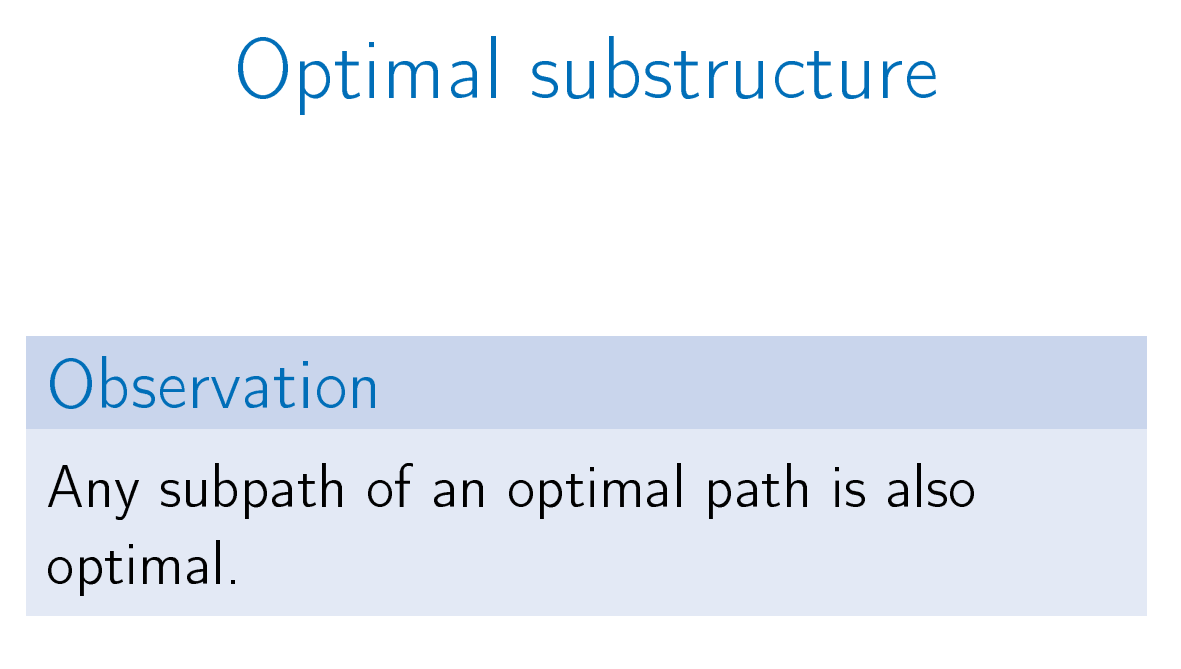 Optimal substructure
Observation
Any subpath of an optimal path is also
optimal.